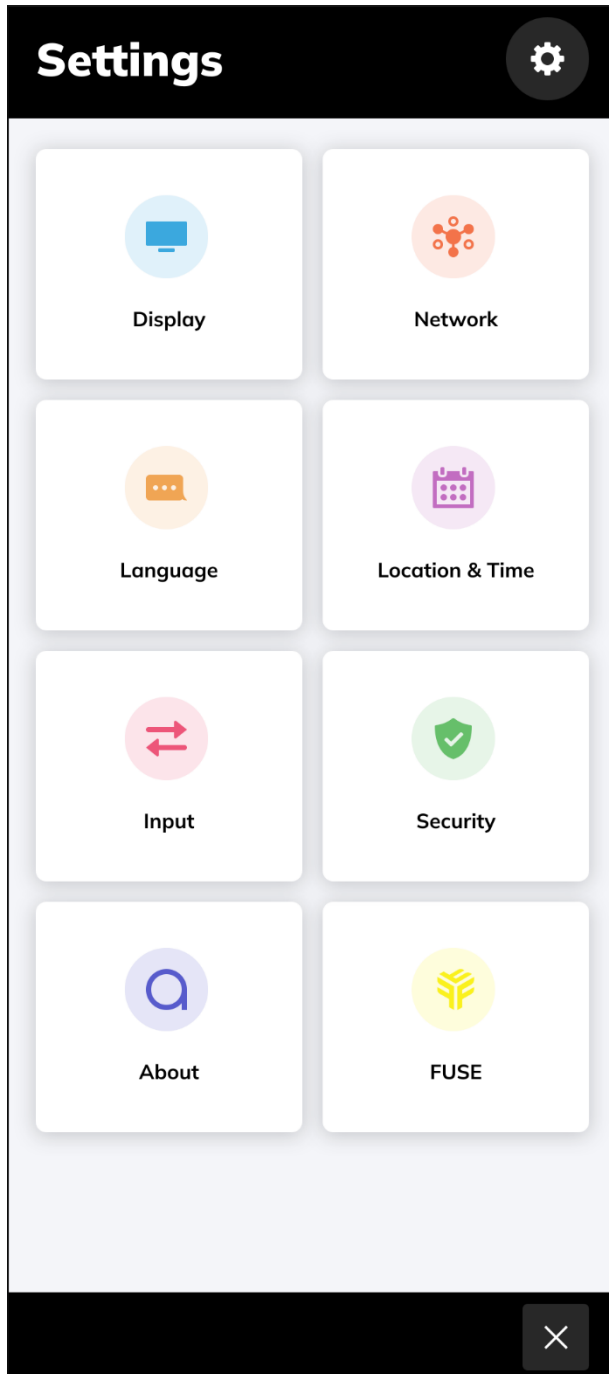 Settings
Display
Network
Language
Location & Time
Input
Security
About
FUSE